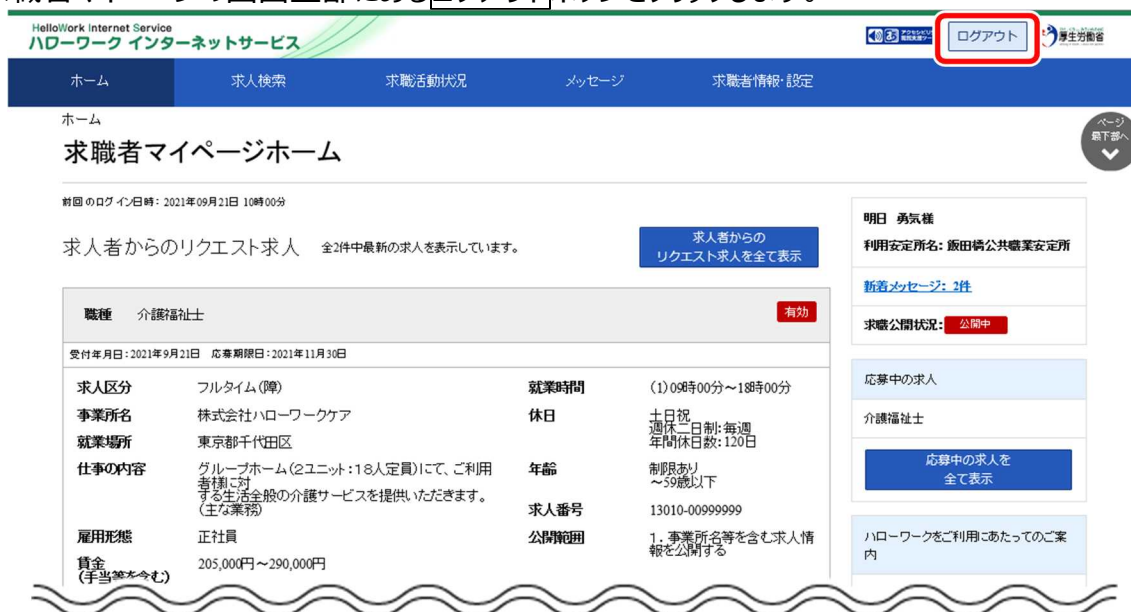 HelloWork Internet Service
ハローワーク インターネットサービス
ログアウト
厚生労働省
ホーム
求人検索
求職活動状況
メッセージ
求職者情報・設定
ホーム
求職者マイページホーム
ページ
最下部へ
前回のログイン日時：2021年09月21日 10時00分
求人者からのリクエスト求人 全2件中最新の求人を表示しています。
求人者からの
リクエスト求人を全て表示
職種 介護福祉士
有効
受付年月日：2021年9月21日 応募期限日：2021年11月30日
求人区分 フルタイム(障)
事業所名 株式会社ハローワークケア
就業場所 東京都千代田区
仕事の内容 グループホーム(2ユニット：18人定員)にて、ご利用
者様に対
する生活全般の介護サービスを提供いただきます。
(主な業務)
雇用形態 正社員
賃金 205,000円～290,000円
(手当等を含む)
就業時間 (1)09時00分～18時00分
休日 土日祝
週休二日制：毎週
年間休日数：120日
年齢 制限あり
～59歳以下
求人番号 13010-00999999
公開範囲 1．事業所名等を含む求人情
報を公開する
明日 勇気様
利用安定所名：飯田橋公共職業安定所
新着メッセージ：2件
求職公開状況： 公開中
応募中の求人
介護福祉士
応募中の求人を
全て表示
ハローワークをご利用にあたってのご案
内